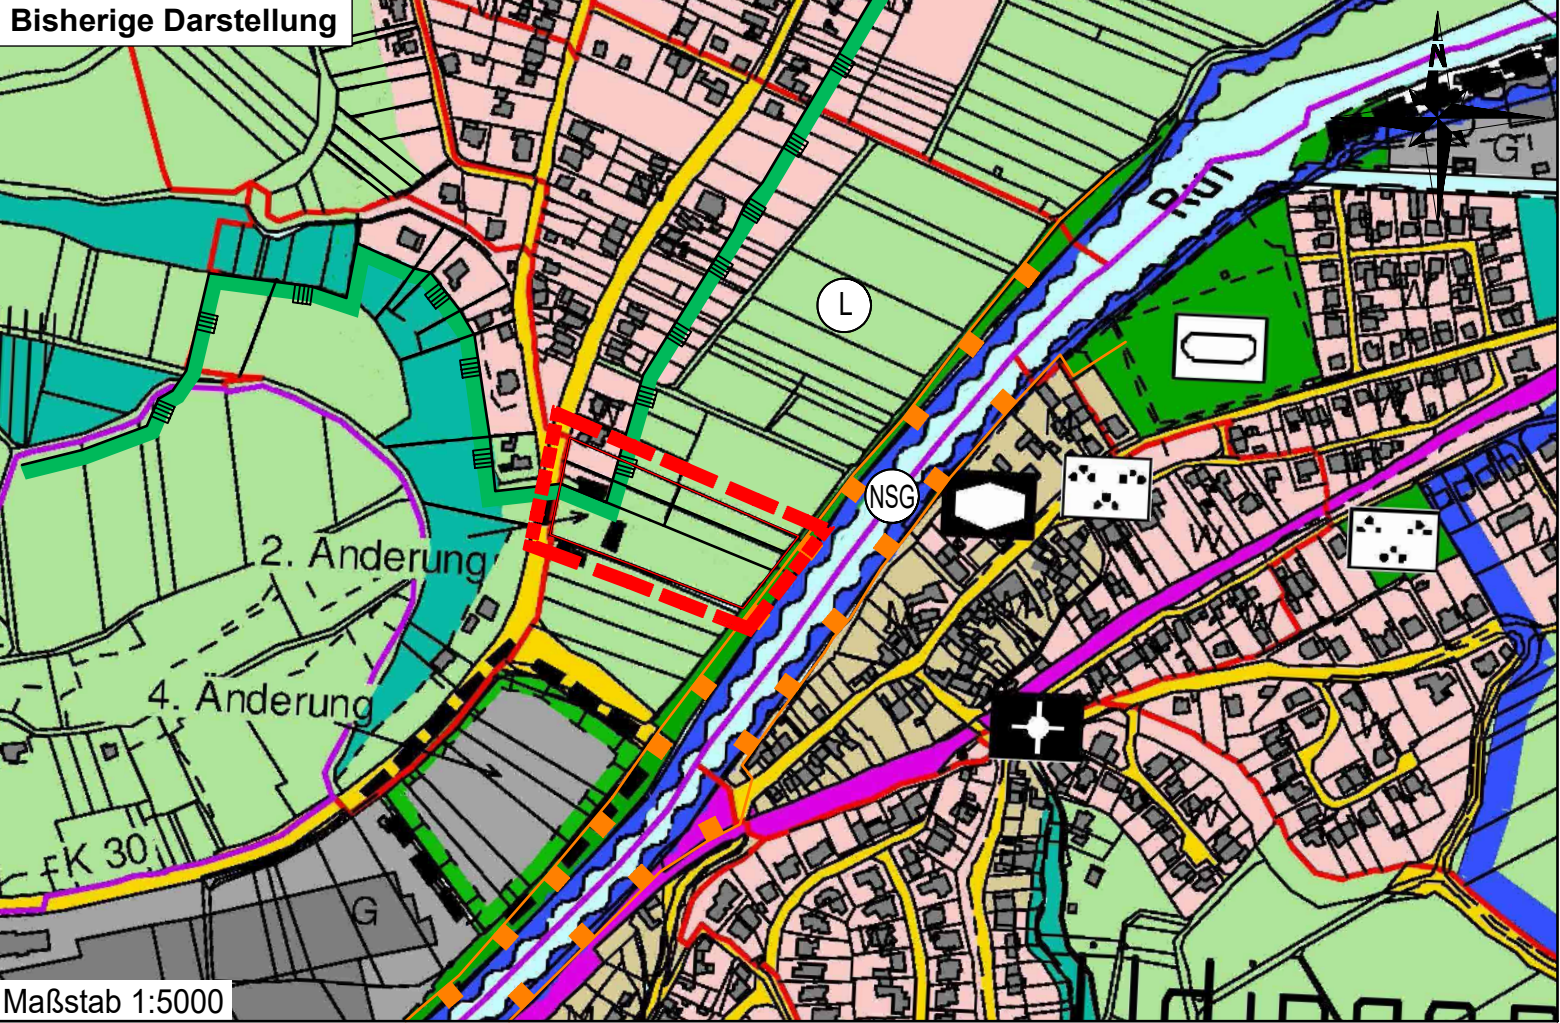 Bisherige Darstellung
N
G
Rur
W
L
W
NSG
W
W
2. Änderung
4. Änderung
K 30
G
Maßstab 1:5000